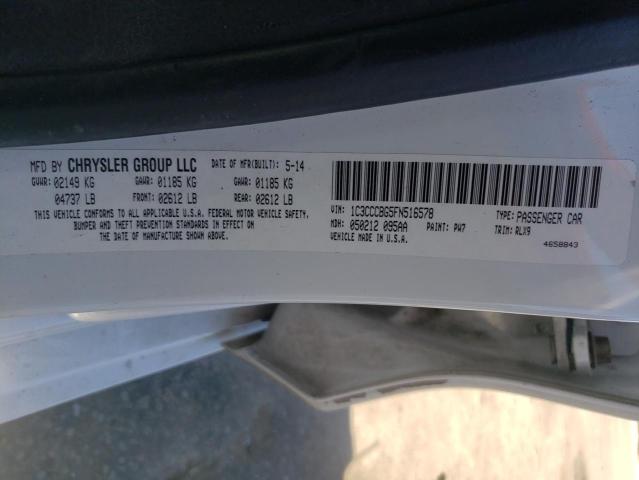 MFD BY CHRYSLER GROUP LLC DATE OF MFR(BUILT): 5-14
GVWR: 02149 KG GAWR: 01185 KG GAWR: 01185 KG
04737 LB FRONT: 02612 LB REAR: 02612 LB
THIS VEHICLE CONFORMS TO ALL APPLICABLE U.S.A. FEDERAL MOTOR VEHICLE SAFETY,
BUMPER AND THEFT PREVENTION STANDARDS IN EFFECT ON
THE DATE OF MANUFACTURE SHOWN ABOVE.
VIN: 1C3CCCBG5FN516578 TYPE: PASSENGER CAR
MDH: 050212 095AA PAINT: PW7 TRIM: RLX9
VEHICLE MADE IN U.S.A. 4658843